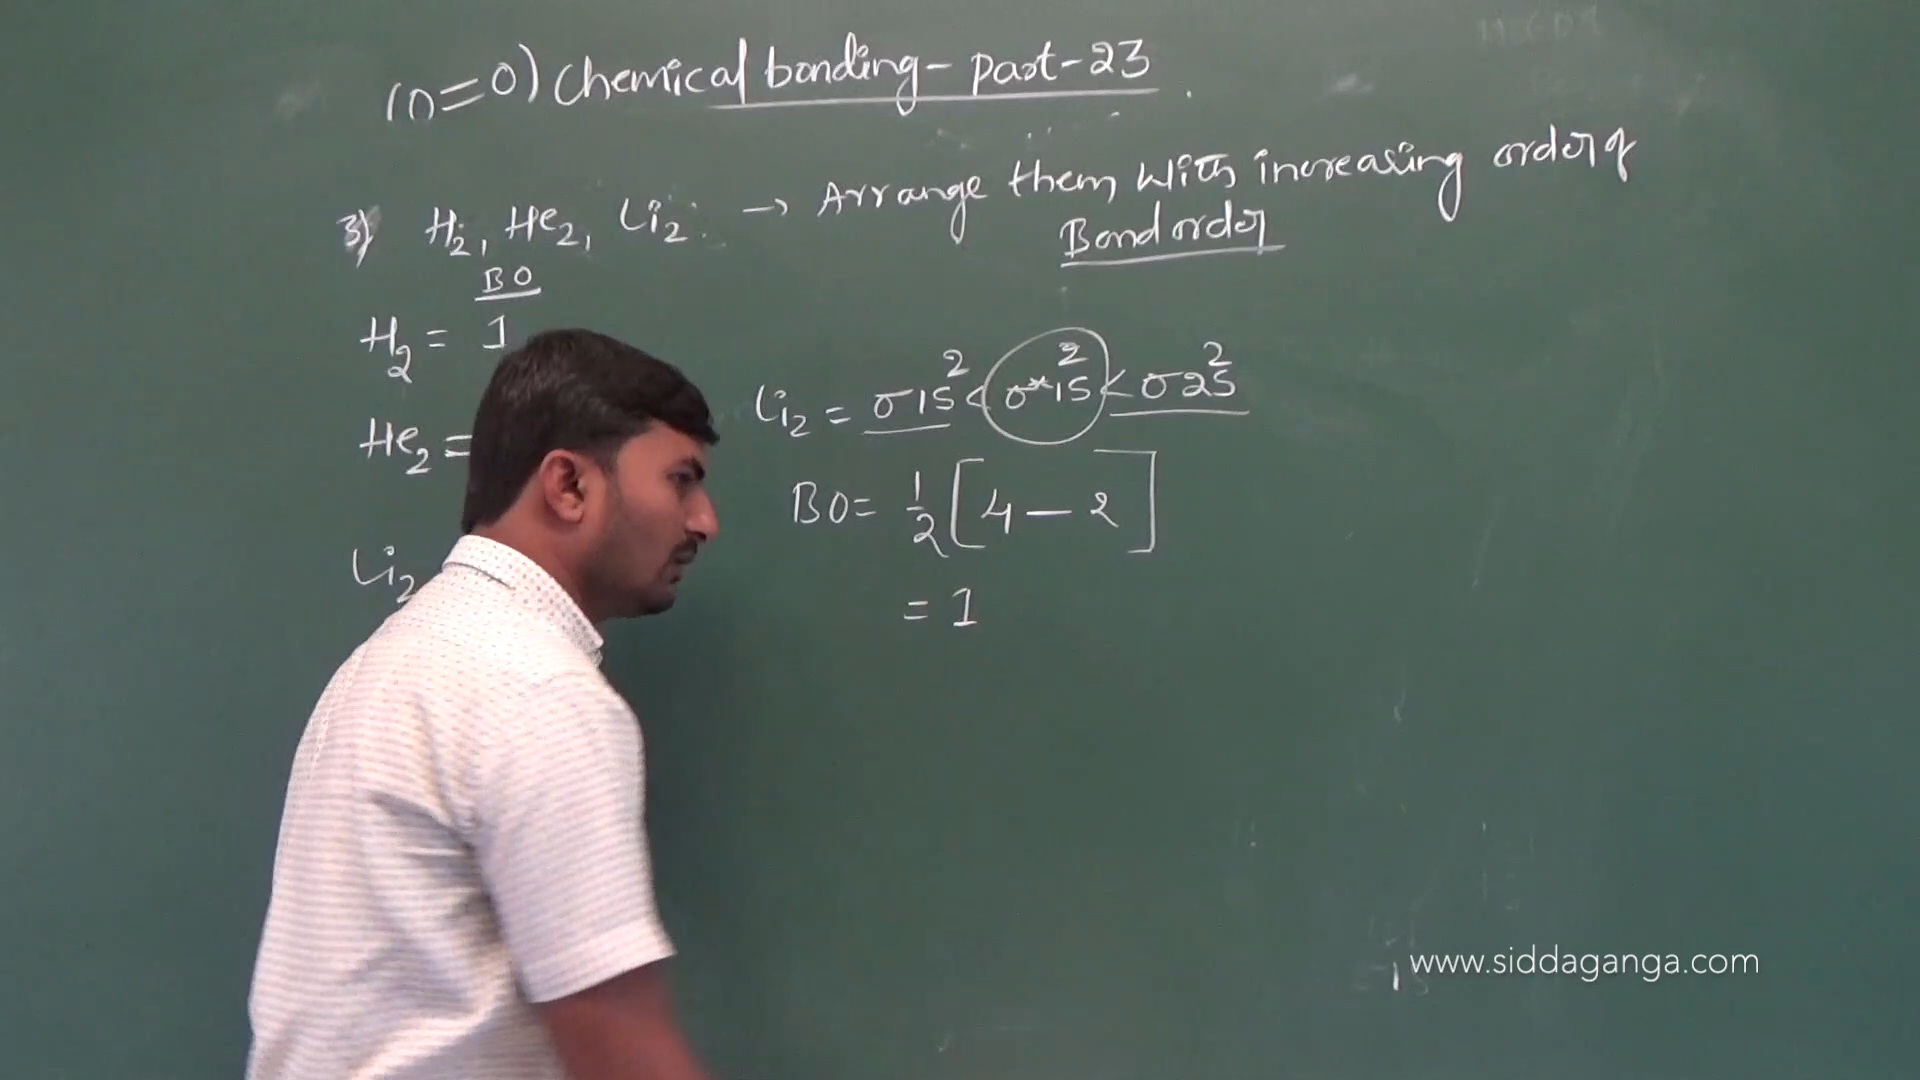 (n=0) Chemical bonding - part-23
3) H₂, He₂, Li₂. → Arrange them with increasing order of
Bond order
BO
H₂ = 1
He₂ =
Li₂
Li₂ = σ1s² < σ*1s² < σ2s²
BO = 1/2 [4 – 2]
= 1
www.siddaganga.com